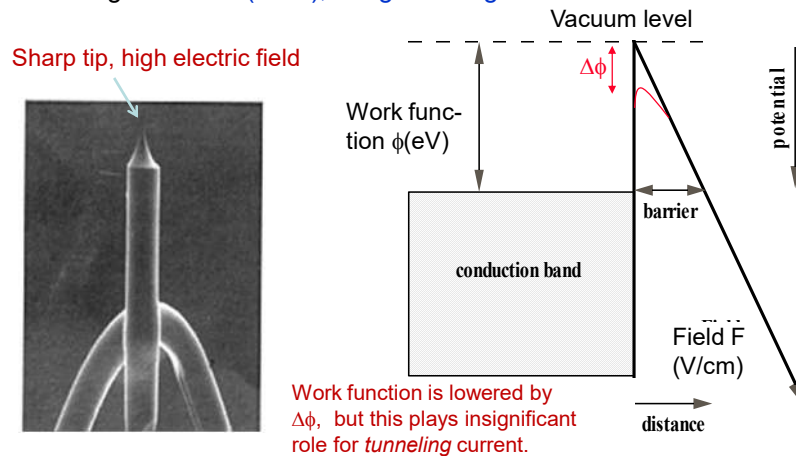 Vacuum level
Sharp tip, high electric field
Δϕ
Work func-
tion ϕ(eV)
potential
barrier
conduction band
Field F
(V/cm)
Work function is lowered by
Δϕ, but this plays insignificant
role for tunneling current.
distance